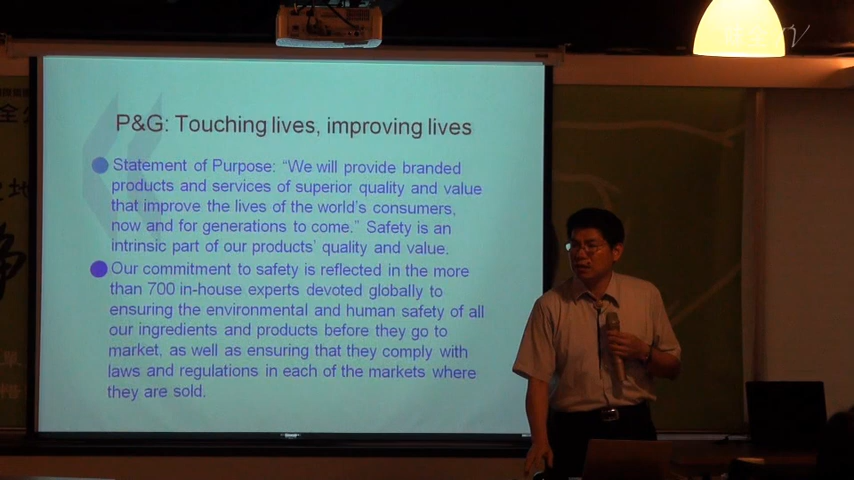 P&G: Touching lives, improving lives
Statement of Purpose: “We will provide branded
products and services of superior quality and value
that improve the lives of the world's consumers,
now and for generations to come.” Safety is an
intrinsic part of our products' quality and value.
Our commitment to safety is reflected in the more
than 700 in-house experts devoted globally to
ensuring the environmental and human safety of all
our ingredients and products before they go to
market, as well as ensuring that they comply with
laws and regulations in each of the markets where
they are sold.